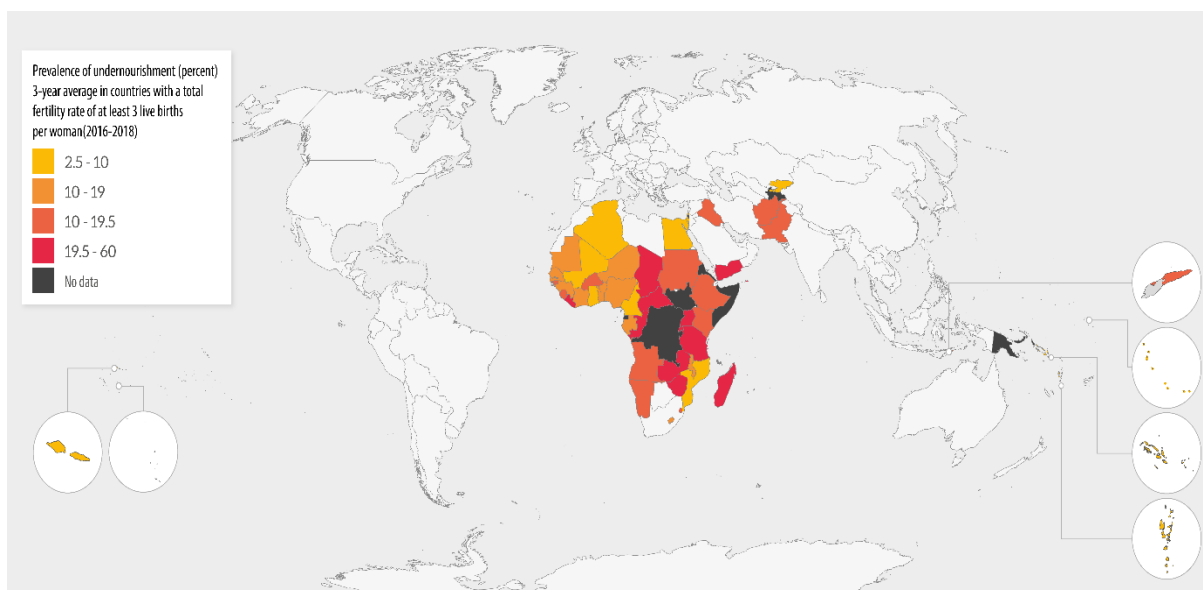 Prevalence of undernourishment (percent)
3-year average in countries with a total
fertility rate of at least 3 live births
per woman(2016-2018)
2.5 - 10
10 - 19
10 - 19.5
19.5 - 60
No data